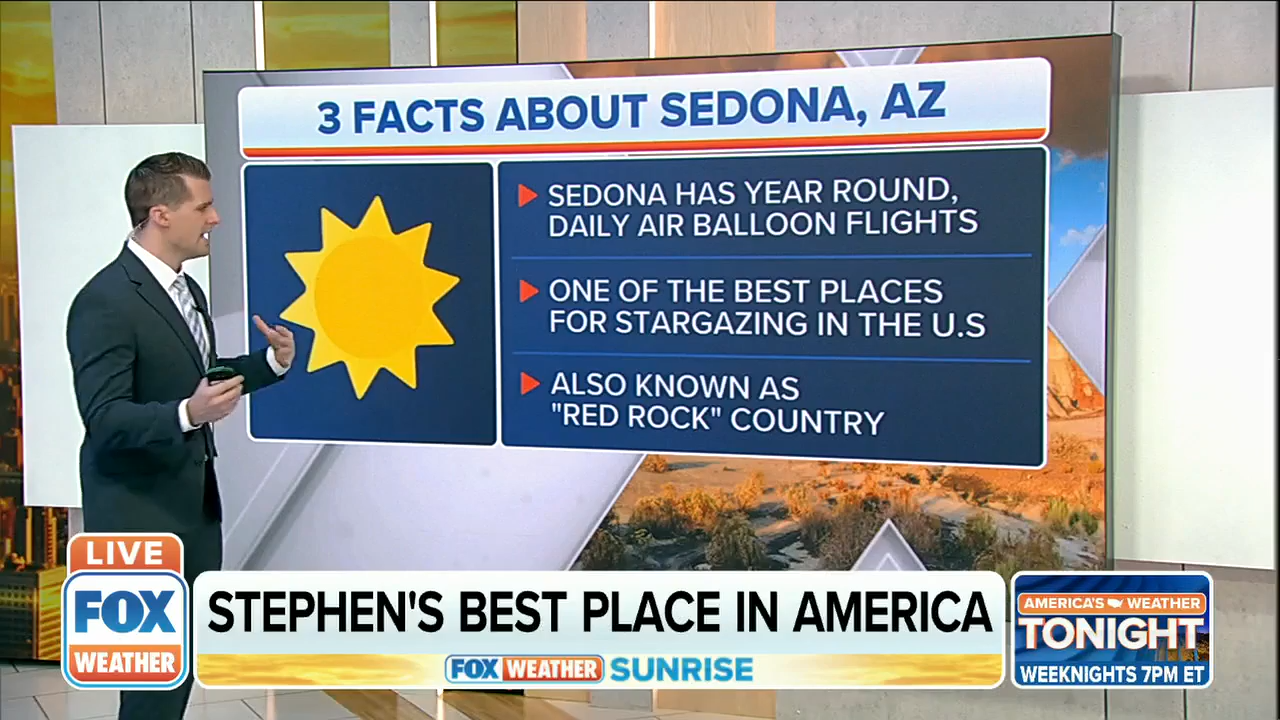 3 FACTS ABOUT SEDONA, AZ
SEDONA HAS YEAR ROUND,
DAILY AIR BALLOON FLIGHTS
ONE OF THE BEST PLACES
FOR STARGAZING IN THE U.S
ALSO KNOWN AS
"RED ROCK" COUNTRY
LIVE
FOX
WEATHER
STEPHEN'S BEST PLACE IN AMERICA
FOX WEATHER SUNRISE
AMERICA'S WEATHER
TONIGHT
WEEKNIGHTS 7PM ET